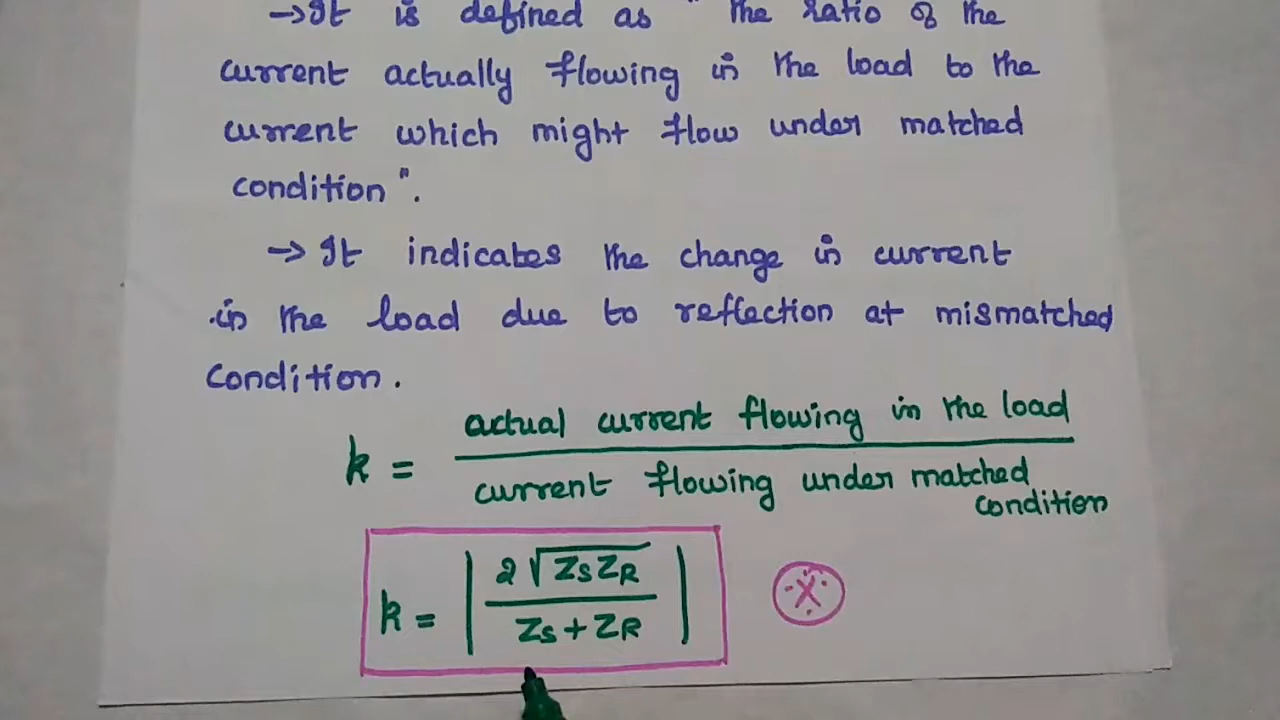 →It is defined as " The ratio of the
current actually flowing in the load to the
current which might flow under matched
condition".
→ It indicates the change in current
in the load due to reflection at mismatched
condition.
k = actual current flowing in the load
current flowing under matched
condition
k = | 2√ZSZR
ZS + ZR |
X